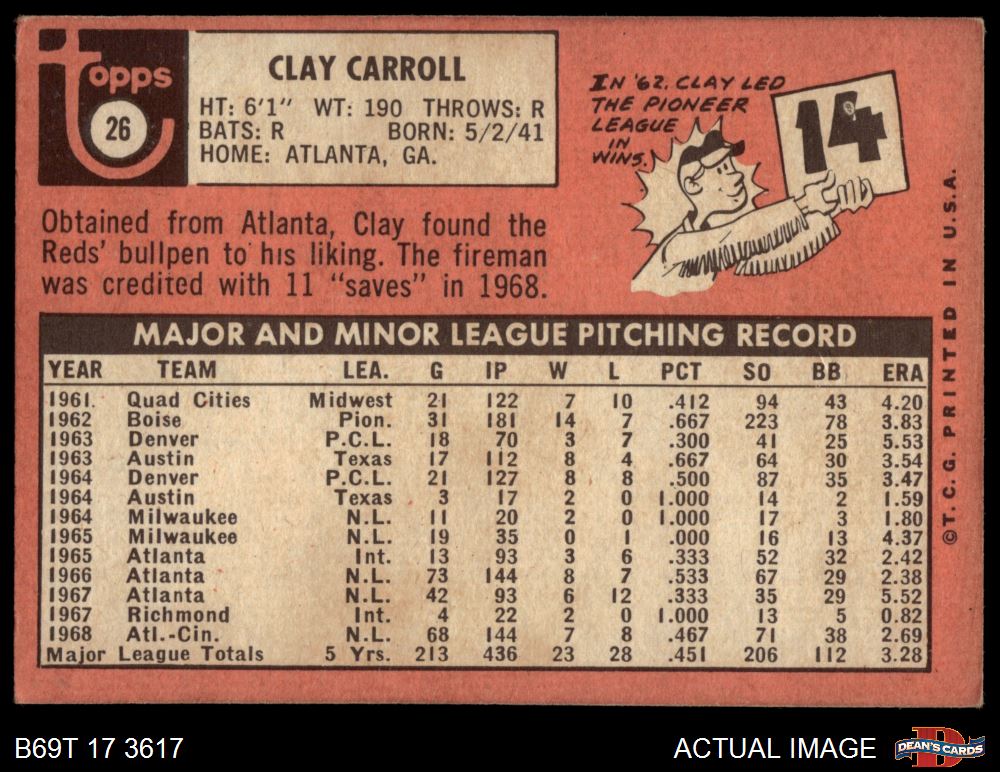 Topps
26
CLAY CARROLL
HT: 6'1" WT: 190 THROWS: R
BATS: R BORN: 5/2/41
HOME: ATLANTA, GA.
IN '62, CLAY LED
THE PIONEER
LEAGUE
IN
WINS.
14
Obtained from Atlanta, Clay found the
Reds' bullpen to his liking. The fireman
was credited with 11 "saves" in 1968.
MAJOR AND MINOR LEAGUE PITCHING RECORD
YEAR TEAM LEA. G IP W L PCT SO BB ERA
1961 Quad Cities Midwest 21 122 7 10 .412 94 43 4.20
1962 Boise Pion. 31 181 14 7 .667 223 78 3.83
1963 Denver P.C.L. 18 70 3 7 .300 41 25 5.53
1963 Austin Texas 17 112 8 4 .667 64 30 3.54
1964 Denver P.C.L. 21 127 8 8 .500 87 35 3.47
1964 Austin Texas 3 17 2 0 1.000 14 2 1.59
1964 Milwaukee N.L. 11 20 2 0 1.000 17 3 1.80
1965 Milwaukee N.L. 19 35 0 1 .000 16 13 4.37
1965 Atlanta Int. 13 93 3 6 .333 52 32 2.42
1966 Atlanta N.L. 73 144 8 7 .533 67 29 2.38
1967 Atlanta N.L. 42 93 6 12 .333 35 29 5.52
1967 Richmond Int. 4 22 2 0 1.000 13 5 0.82
1968 Atl.-Cin. N.L. 68 144 7 8 .467 71 38 2.69
Major League Totals 5 Yrs. 213 436 23 28 .451 206 112 3.28
©T. C. G. PRINTED IN U.S.A.
B69T 17 3617
ACTUAL IMAGE
DEAN'S CARDS